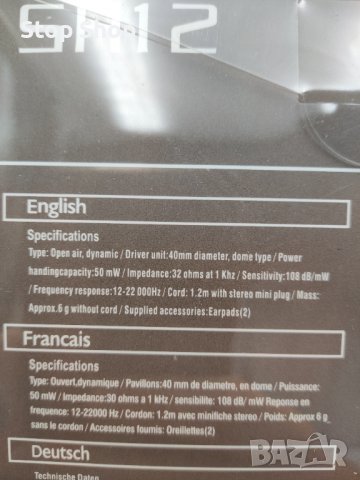 Stop Shop
English
Specifications
Type: Open air, dynamic / Driver unit:40mm diameter, dome type / Power
handingcapacity:50 mW / Impedance:32 ohms at 1 Khz / Sensitivity:108 dB/mW
/ Frequency response:12-22 000Hz / Cord: 1.2m with stereo mini plug / Mass:
Approx.6 g without cord / Supplied accessories:Earpads(2)
Francais
Specifications
Type: Ouvert,dynamique / Pavillons:40 mm de diametre, en dome / Puissance:
50 mW / Impedance:30 ohms a 1 kHz / sensibilite: 108 dB/ mW Reponse en
frequence: 12-22000 Hz / Cordon: 1.2m avec minifiche stereo / Poids: Approx 6 g
sans le cordon / Accessoires fournis: Oreillettes(2)
Deutsch
Technische Daten
bazar.bg